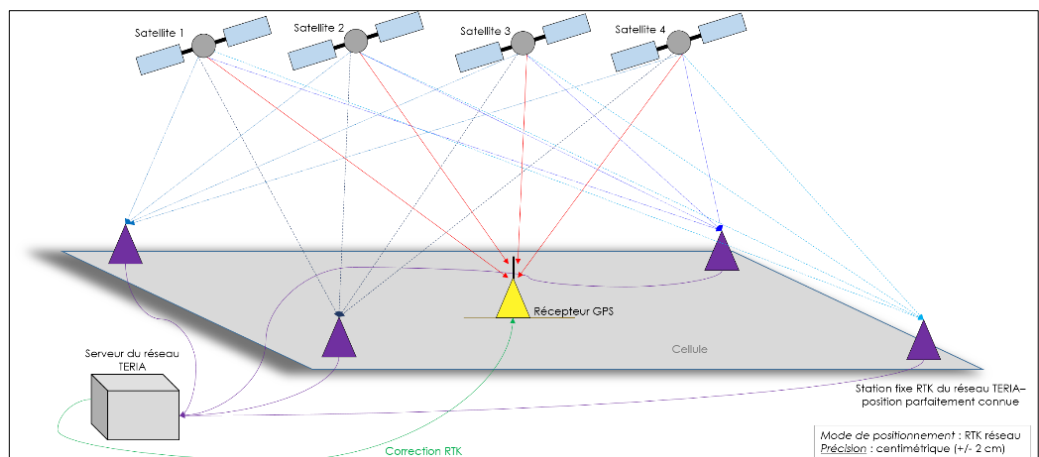 Satellite 1
Satellite 2
Satellite 3
Satellite 4
Récepteur GPS
Cellule
Serveur du réseau
TERIA
Station fixe RTK du réseau TERIA–
position parfaitement connue
Correction RTK
Mode de positionnement : RTK réseau
Précision : centimétrique (+/- 2 cm)